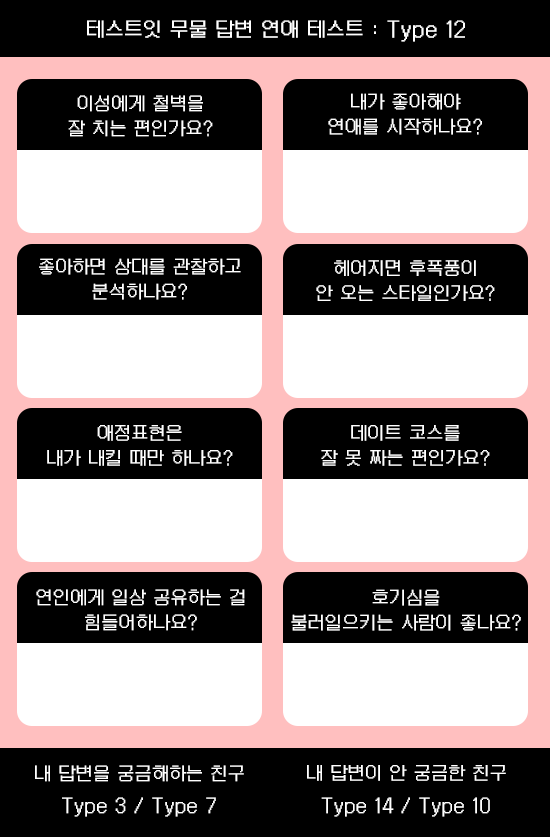 테스트잇 무물 답변 연애 테스트 : Type 12
이성에게 철벽을
잘 치는 편인가요?
내가 좋아해야
연애를 시작하나요?
좋아하면 상대를 관찰하고
분석하나요?
헤어지면 후폭풍이
안 오는 스타일인가요?
애정표현은
내가 내킬 때만 하나요?
데이트 코스를
잘 못 짜는 편인가요?
연인에게 일상 공유하는 걸
힘들어하나요?
호기심을
불러일으키는 사람이 좋나요?
내 답변을 궁금해하는 친구
Type 3 / Type 7
내 답변이 안 궁금한 친구
Type 14 / Type 10